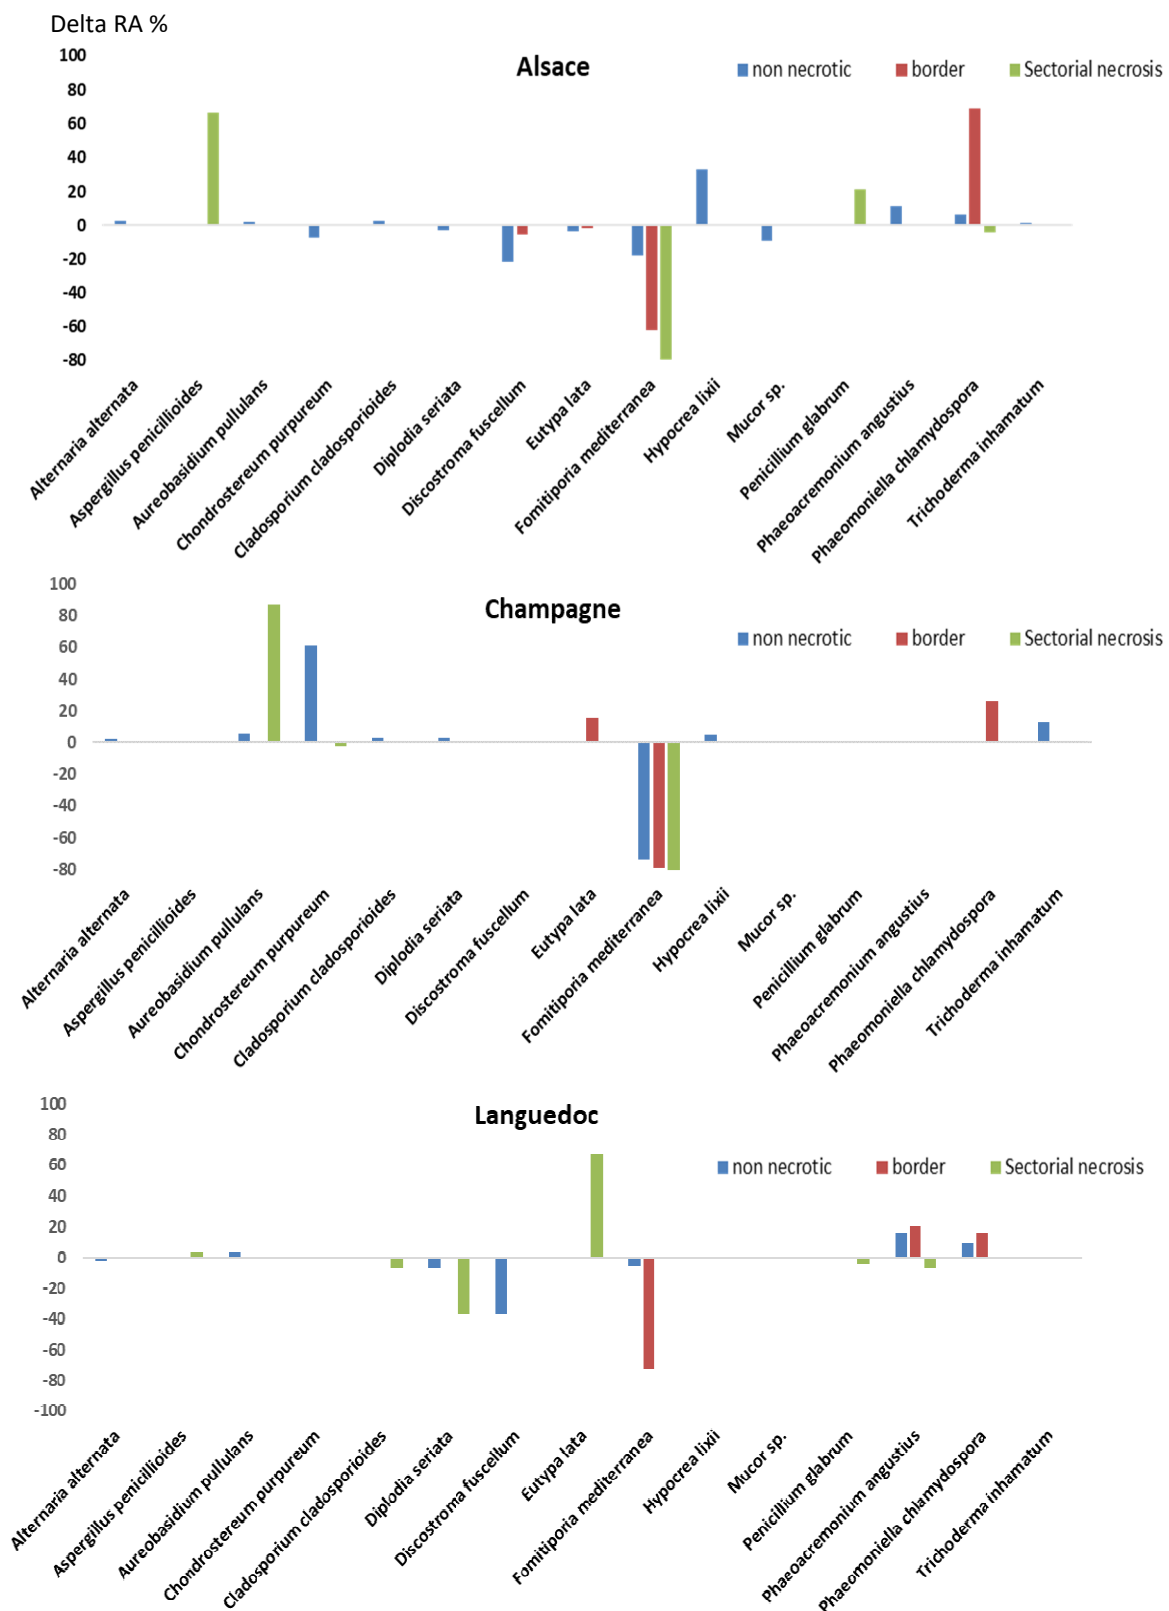 Delta RA %
Alsace
non necrotic border Sectorial necrosis
100
80
60
40
20
0
-20
-40
-60
-80
Alternaria alternata
Aspergillus penicillioides
Aureobasidium pullulans
Chondrostereum purpureum
Cladosporium cladosporioides
Diplodia seriata
Discostroma fuscellum
Eutypa lata
Fomitiporia mediterranea
Hypocrea lixii
Mucor sp.
Penicillium glabrum
Phaeoacremonium angustius
Phaeomoniella chlamydospora
Trichoderma inhamatum
Champagne
non necrotic border Sectorial necrosis
100
80
60
40
20
0
-20
-40
-60
-80
Alternaria alternata
Aspergillus penicillioides
Aureobasidium pullulans
Chondrostereum purpureum
Cladosporium cladosporioides
Diplodia seriata
Discostroma fuscellum
Eutypa lata
Fomitiporia mediterranea
Hypocrea lixii
Mucor sp.
Penicillium glabrum
Phaeoacremonium angustius
Phaeomoniella chlamydospora
Trichoderma inhamatum
Languedoc
non necrotic border Sectorial necrosis
100
80
60
40
20
0
-20
-40
-60
-80
-100
Alternaria alternata
Aspergillus penicillioides
Aureobasidium pullulans
Chondrostereum purpureum
Cladosporium cladosporioides
Diplodia seriata
Discostroma fuscellum
Eutypa lata
Fomitiporia mediterranea
Hypocrea lixii
Mucor sp.
Penicillium glabrum
Phaeoacremonium angustius
Phaeomoniella chlamydospora
Trichoderma inhamatum